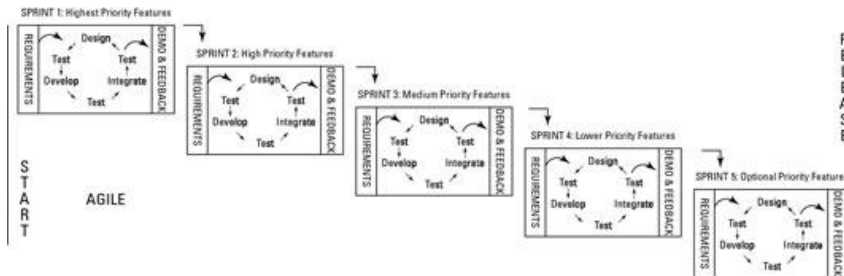 SPRINT 1: Highest Priority Features
REQUIREMENTS
Design
Test
Test
Develop
Integrate
Test
DEMO & FEEDBACK
SPRINT 2: High Priority Features
REQUIREMENTS
Design
Test
Test
Develop
Integrate
Test
DEMO & FEEDBACK
SPRINT 3: Medium Priority Features
REQUIREMENTS
Design
Test
Test
Develop
Integrate
Test
DEMO & FEEDBACK
SPRINT 4: Lower Priority Features
REQUIREMENTS
Design
Test
Test
Develop
Integrate
Test
DEMO & FEEDBACK
SPRINT 5: Optional Priority Feature
REQUIREMENTS
Design
Test
Test
Develop
Integrate
Test
DEMO & FEEDBACK
START
AGILE
RELEASE